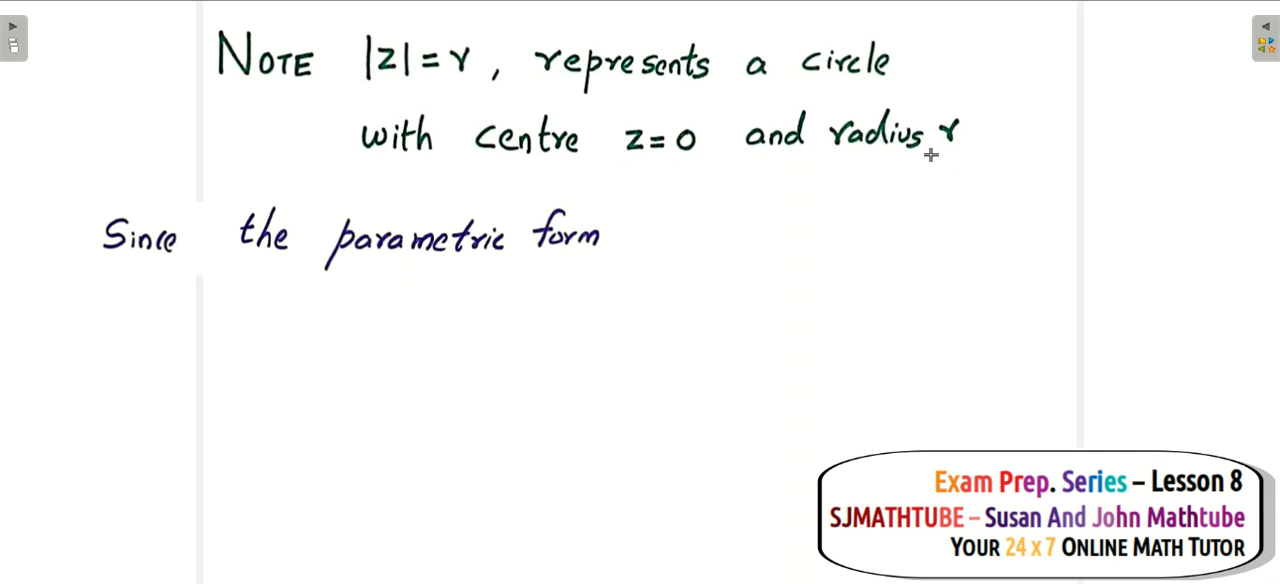 NOTE |z|=r, represents a circle
with centre z=0 and radius r
Since the parametric form
Exam Prep. Series – Lesson 8
SJMATHTUBE – Susan And John Mathtube
YOUR 24 x 7 ONLINE MATH TUTOR